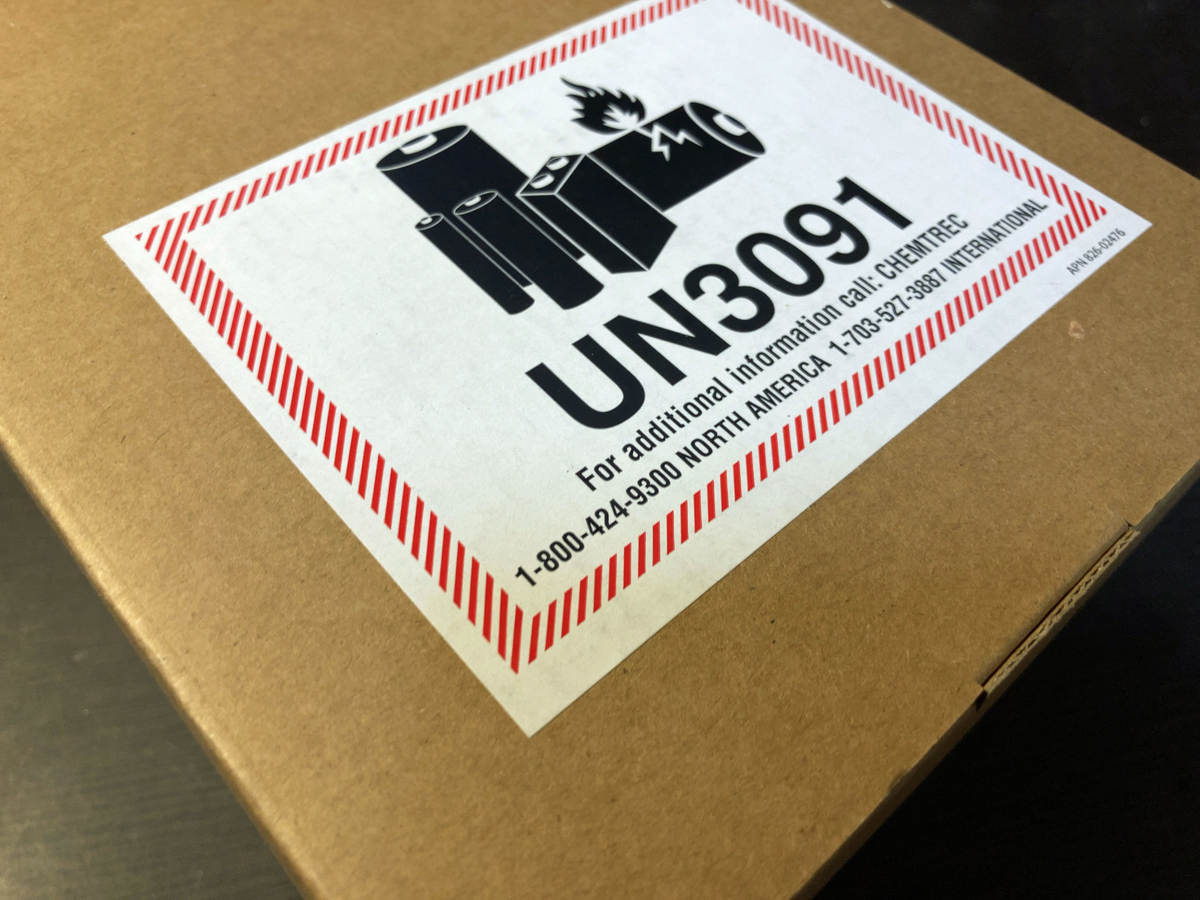 UN3091
For additional information call: CHEMTREC
1-800-424-9300 NORTH AMERICA 1-703-527-3887 INTERNATIONAL
APN 826-02476